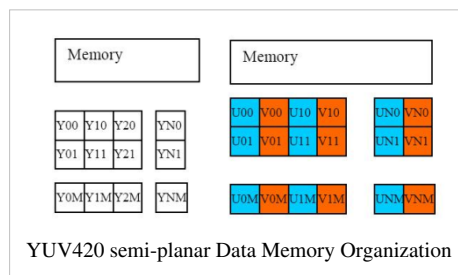 Memory Memory
Y00 Y10 Y20 YN0 U00 V00 U10 V10 UN0 VN0
Y01 Y11 Y21 YN1 U01 V01 U11 V11 UN1 VN1
Y0M Y1M Y2M YNM U0M V0M U1M V1M UNM VNM
YUV420 semi-planar Data Memory Organization